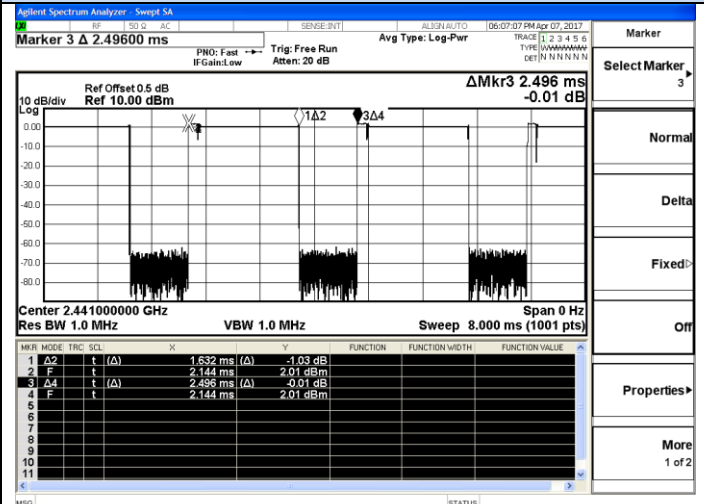 Agilent Spectrum Analyzer - Swept SA
RF 50 Ω AC SENSE:INT ALIGN AUTO 06:07:07 PM Apr 07, 2017
Marker 3 Δ 2.49600 ms
PNO: Fast
IFGain:Low
Trig: Free Run
Atten: 20 dB
Avg Type: Log-Pwr
TRACE 1 2 3 4 5 6
TYPE WWWWWW
DET N N N N N N
Ref Offset 0.5 dB
10 dB/div Ref 10.00 dBm
Log
ΔMkr3 2.496 ms
-0.01 dB
1Δ2
3Δ4
0.00
-10.0
-20.0
-30.0
-40.0
-50.0
-60.0
-70.0
-80.0
Center 2.441000000 GHz Span 0 Hz
Res BW 1.0 MHz VBW 1.0 MHz Sweep 8.000 ms (1001 pts)
MKR MODE TRC SCL X Y FUNCTION FUNCTION WIDTH FUNCTION VALUE
1 Δ2 t (Δ) 1.632 ms (Δ) -1.03 dB
2 F t 2.144 ms 2.01 dBm
3 Δ4 t (Δ) 2.496 ms (Δ) -0.01 dB
4 F t 2.144 ms 2.01 dBm
5
6
7
8
9
10
11
MSG STATUS
Marker
Select Marker
3
Normal
Delta
Fixed
Off
Properties
More
1 of 2